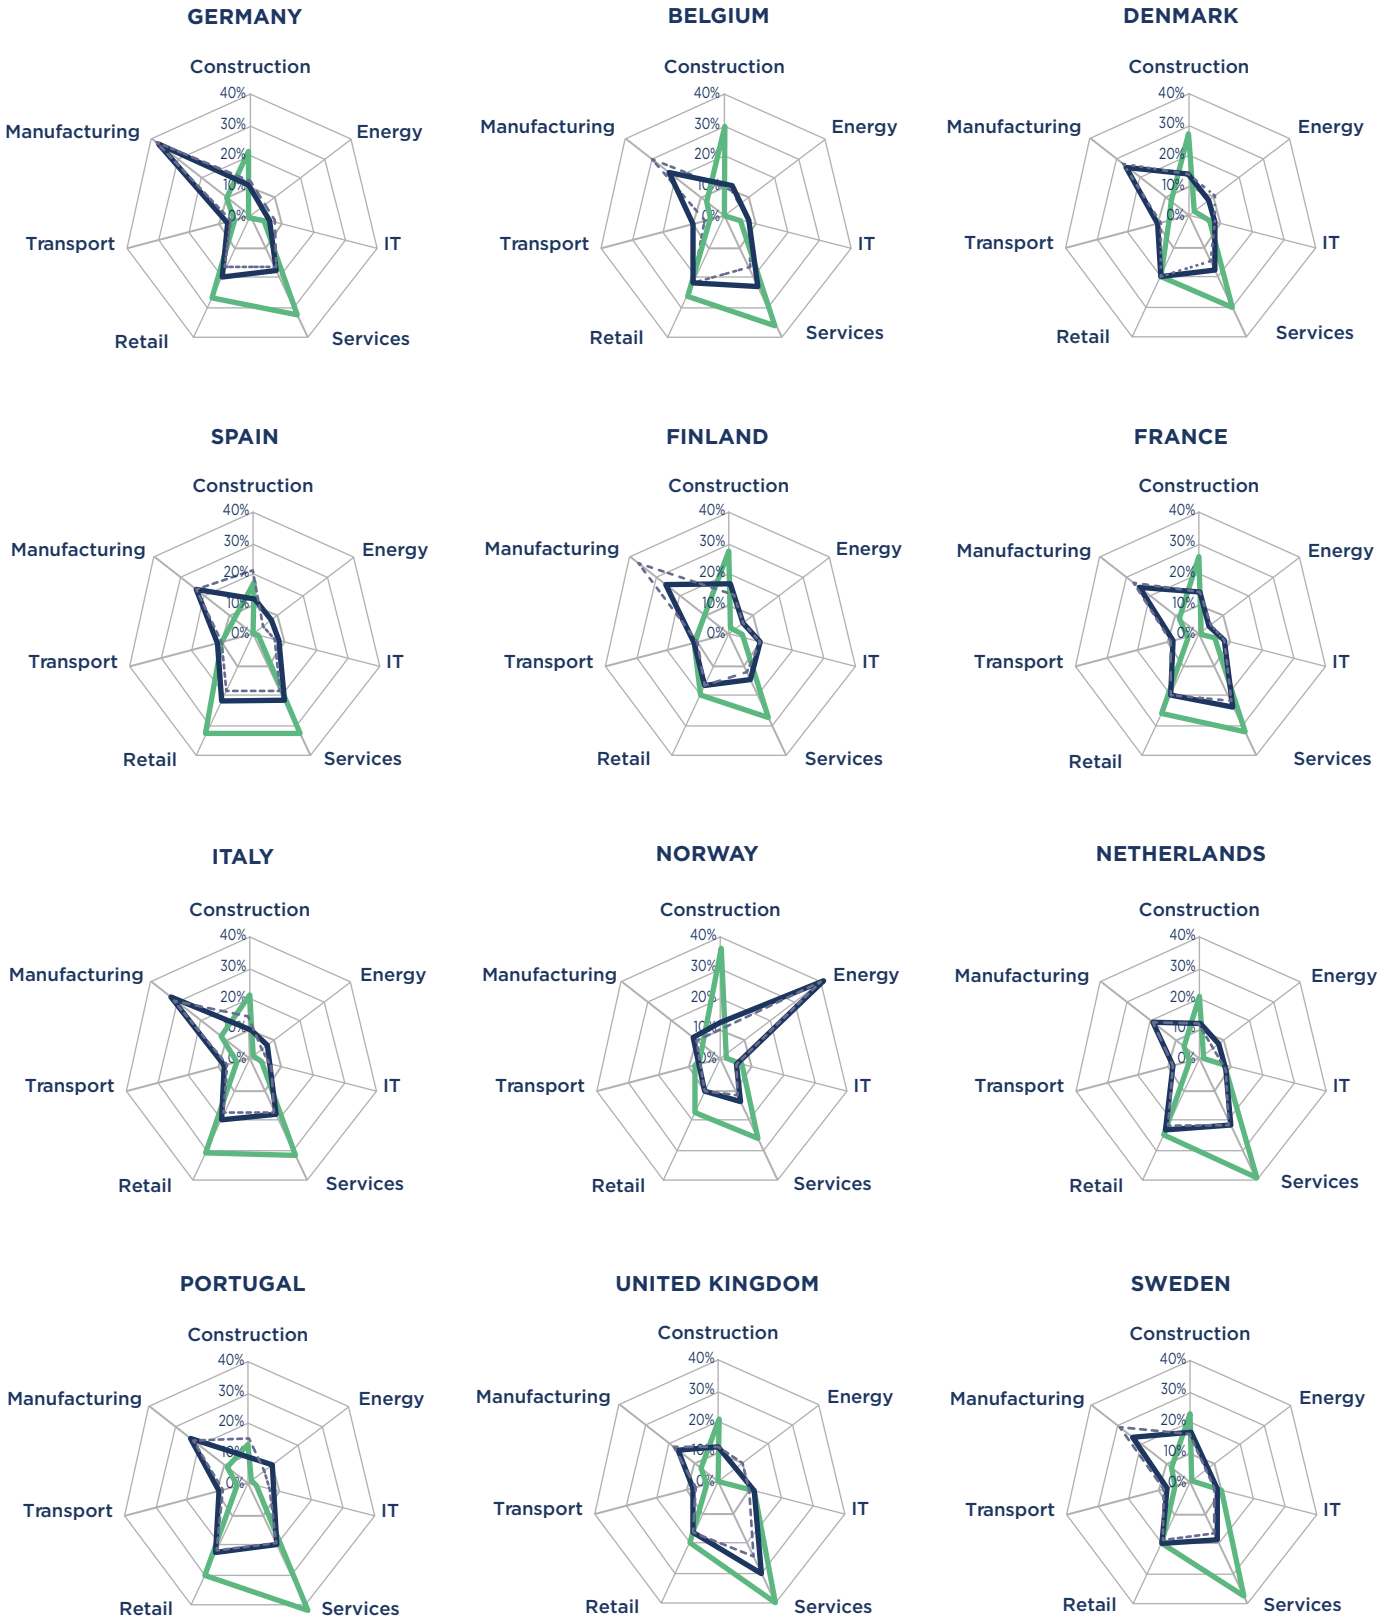 GERMANY
BELGIUM
DENMARK
Construction
Construction
Construction
40%
40%
40%
Manufacturing
Energy
Manufacturing
Energy
Manufacturing
Energy
30%
30%
30%
20%
20%
20%
10%
10%
10%
0%
0%
0%
Transport
IT
Transport
IT
Transport
IT
Retail
Services
Retail
Services
Retail
Services
SPAIN
FINLAND
FRANCE
Construction
Construction
Construction
40%
40%
40%
Manufacturing
Energy
Manufacturing
Energy
Manufacturing
Energy
30%
30%
30%
20%
20%
20%
10%
10%
10%
0%
0%
0%
Transport
IT
Transport
IT
Transport
IT
Retail
Services
Retail
Services
Retail
Services
ITALY
NORWAY
NETHERLANDS
Construction
Construction
Construction
40%
40%
40%
Manufacturing
Energy
Manufacturing
Energy
Manufacturing
Energy
30%
30%
30%
20%
20%
20%
10%
10%
10%
0%
0%
0%
Transport
IT
Transport
IT
Transport
IT
Retail
Services
Retail
Services
Retail
Services
PORTUGAL
UNITED KINGDOM
SWEDEN
Construction
Construction
Construction
40%
40%
40%
Manufacturing
Energy
Manufacturing
Energy
Manufacturing
Energy
30%
30%
30%
20%
20%
20%
10%
10%
10%
0%
0%
0%
Transport
IT
Transport
IT
Transport
IT
Retail
Services
Retail
Services
Retail
Services